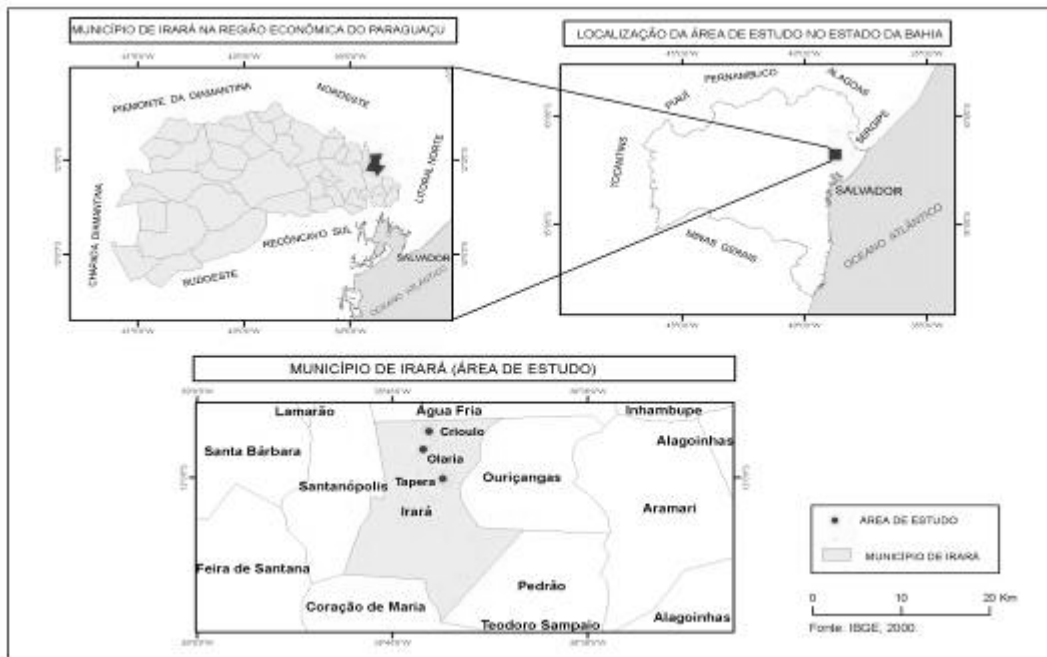 MUNICÍPIO DE IRARÁ NA REGIÃO ECONÔMICA DO PARAGUAÇU
PIEMONTE DA DIAMANTINA
NORDESTE
LITORAL NORTE
CHAPADA DIAMANTINA
RECÔNCAVO SUL
SUDOESTE
SALVADOR
OCEANO ATLÂNTICO
LOCALIZAÇÃO DA ÁREA DE ESTUDO NO ESTADO DA BAHIA
PERNAMBUCO
ALAGOAS
PIAUÍ
SERGIPE
TOCANTINS
SALVADOR
MINAS GERAIS
OCEANO ATLÂNTICO
MUNICÍPIO DE IRARÁ (ÁREA DE ESTUDO)
Lamarão
Água Fria
Inhambupe
Crioulo
Santa Bárbara
Olaria
Alagoinhas
Santanópolis
Tapera
Ouriçangas
Irará
Aramari
Feira de Santana
Pedrão
Coração de Maria
Teodoro Sampaio
Alagoinhas
ÁREA DE ESTUDO
MUNICÍPIO DE IRARÁ
0 10 20 Km
Fonte: IBGE, 2000.